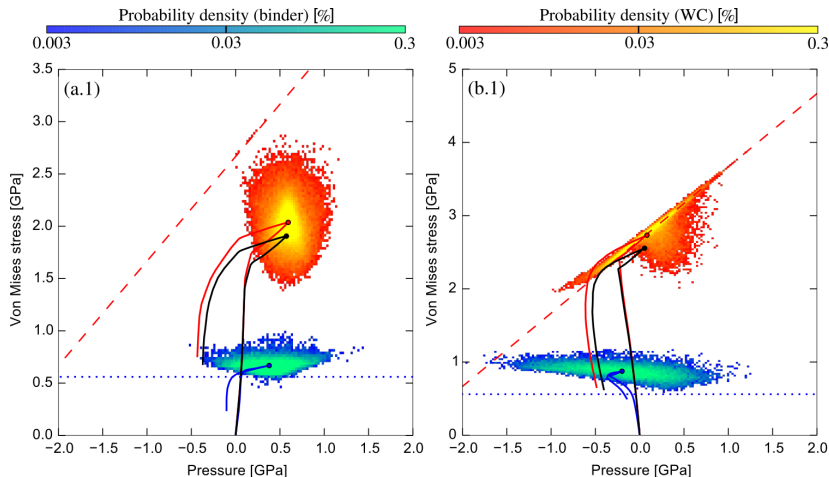 Probability density (binder) [%]
0.003 0.03 0.3
Probability density (WC) [%]
0.003 0.03 0.3
(a.1)
Von Mises stress [GPa]
3.5
3.0
2.5
2.0
1.5
1.0
0.5
0.0
-2.0 -1.5 -1.0 -0.5 0.0 0.5 1.0 1.5 2.0
Pressure [GPa]
(b.1)
Von Mises stress [GPa]
5
4
3
2
1
0
-2.0 -1.5 -1.0 -0.5 0.0 0.5 1.0 1.5 2.0
Pressure [GPa]